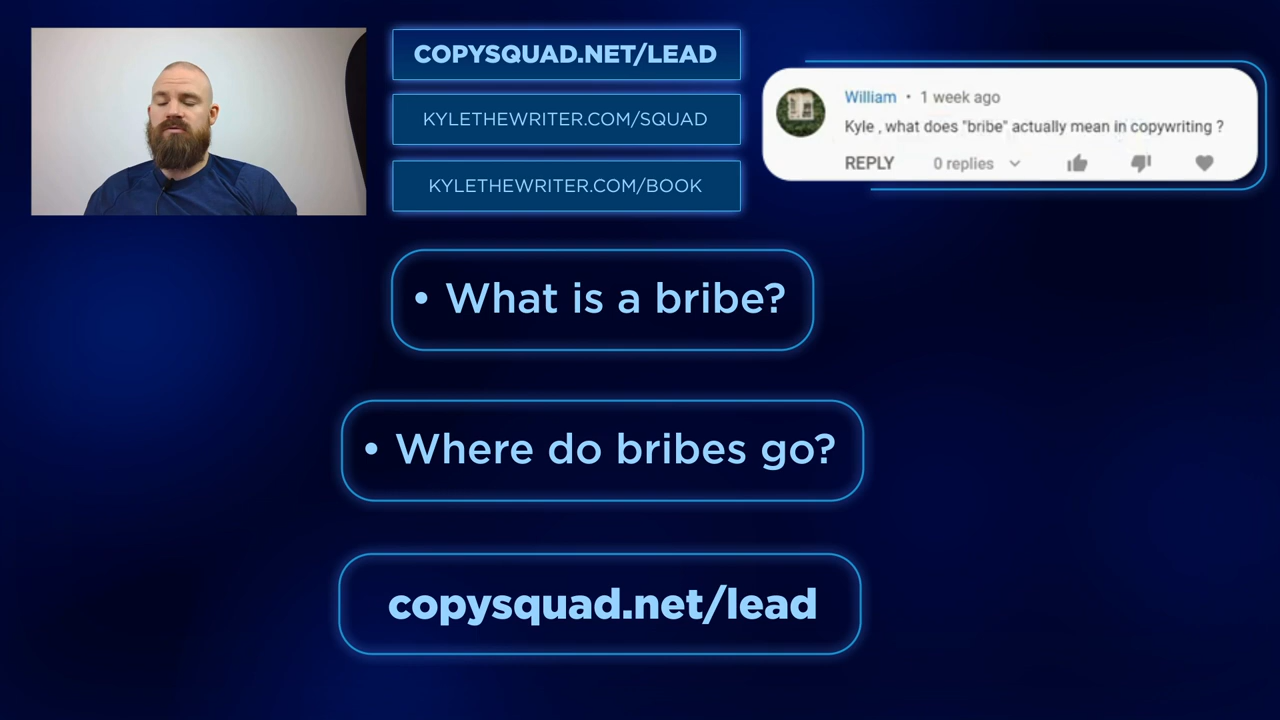 COPYSQUAD.NET/LEAD
KYLETHEWRITER.COM/SQUAD
KYLETHEWRITER.COM/BOOK
William • 1 week ago
Kyle , what does "bribe" actually mean in copywriting ?
REPLY 0 replies
• What is a bribe?
• Where do bribes go?
copysquad.net/lead